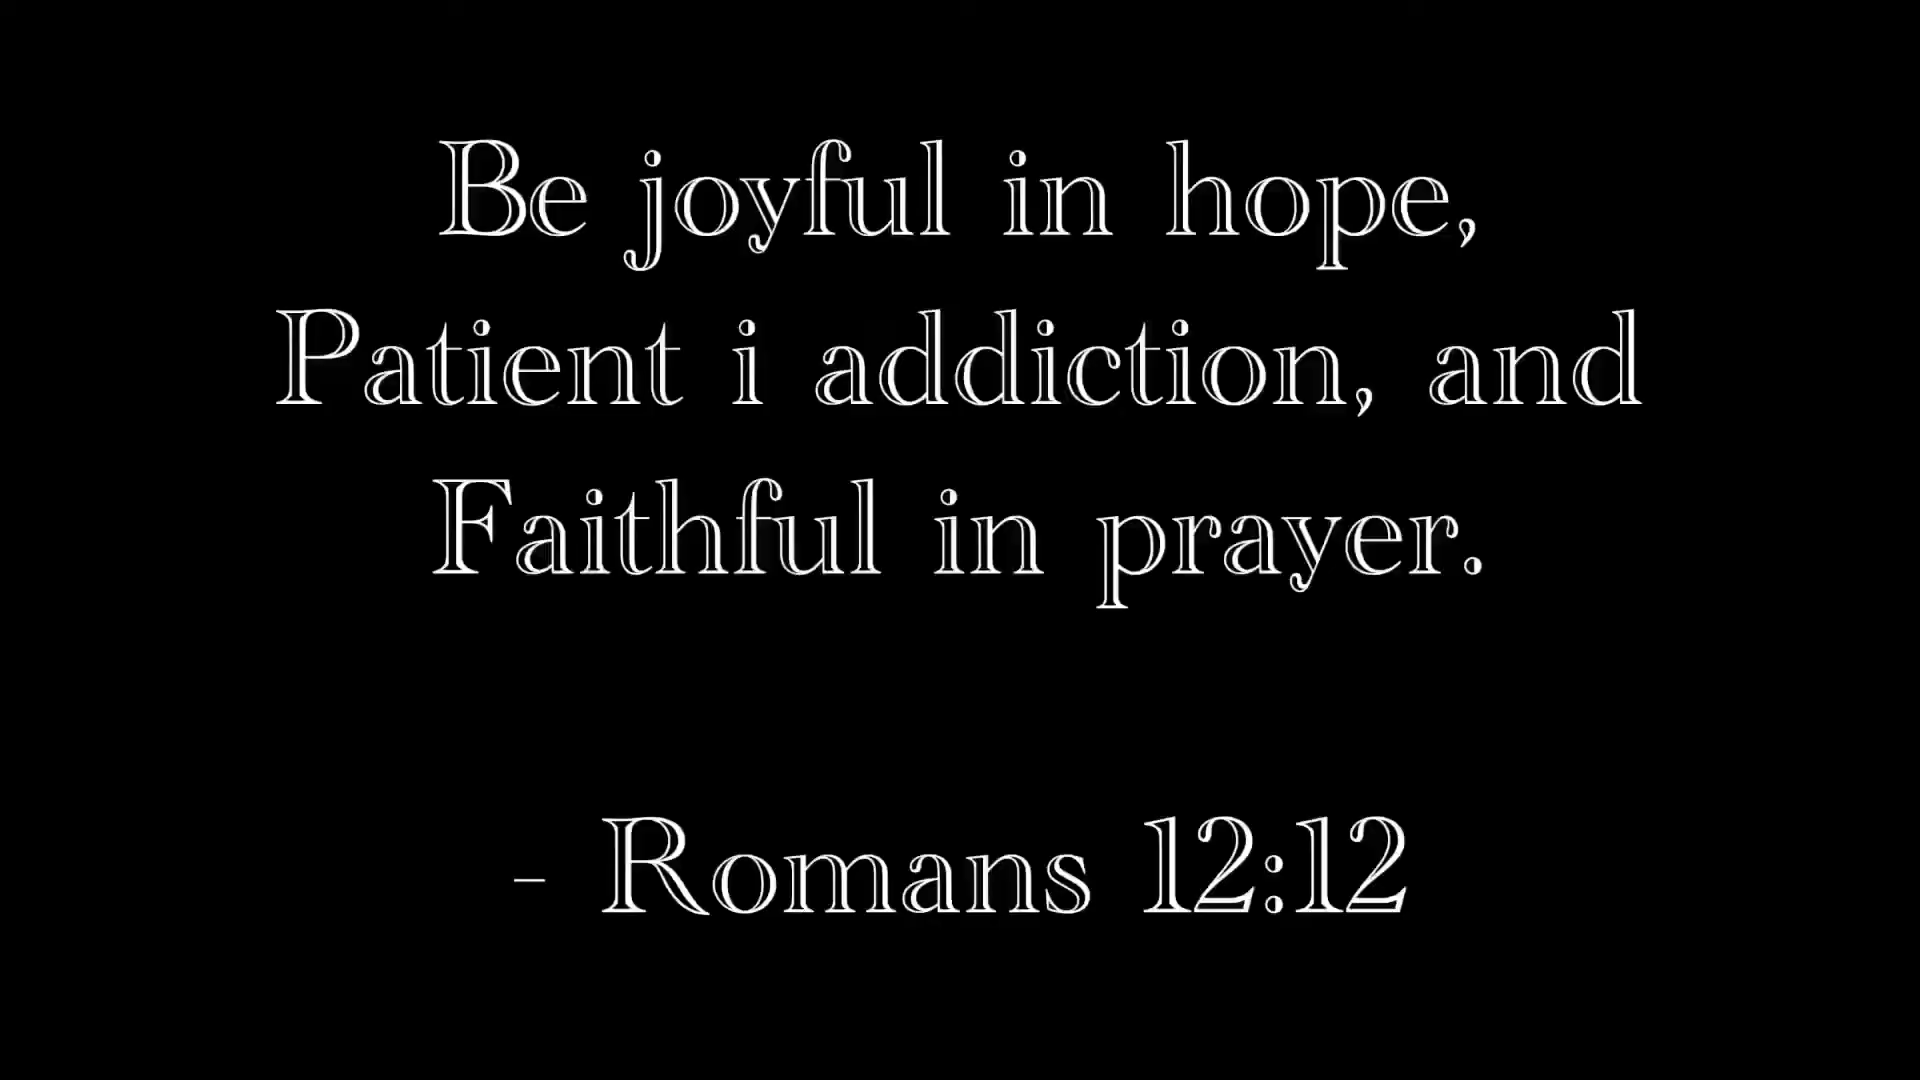 Be joyful in hope,
Patient i addiction, and
Faithful in prayer.
- Romans 12:12